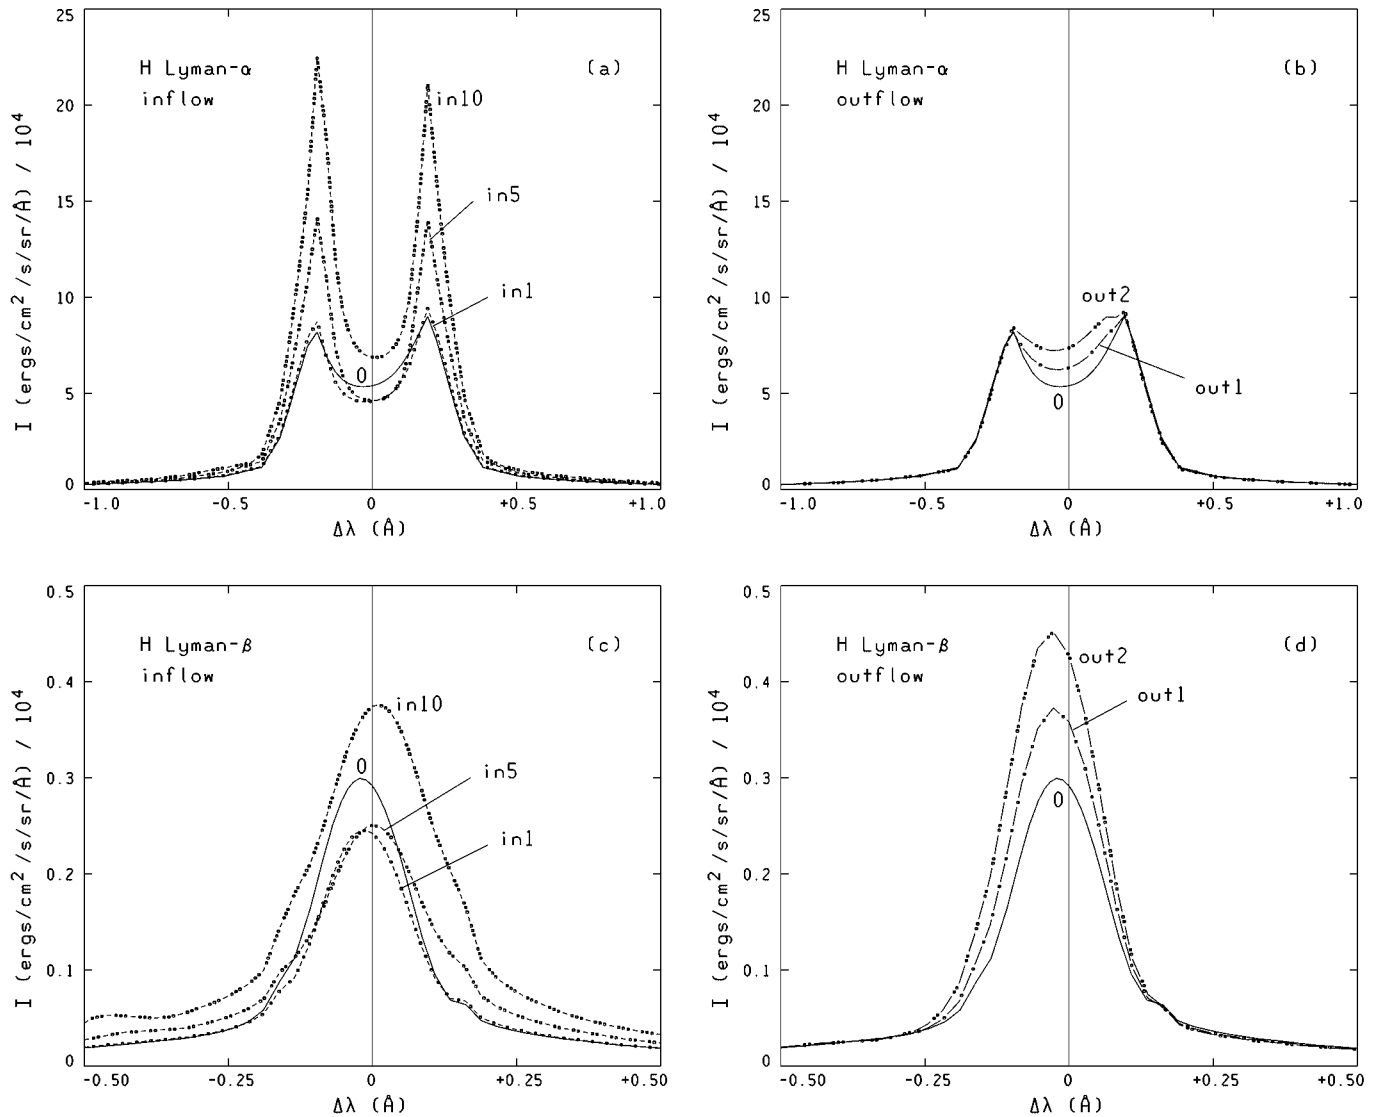 25
20
15
10
5
0
I (ergs/cm²/s/sr/Å) / 10⁴
H Lyman-α
inflow
(a)
in10
in5
in1
0
-1.0
-0.5
0
+0.5
+1.0
Δλ (Å)
25
20
15
10
5
0
I (ergs/cm²/s/sr/Å) / 10⁴
H Lyman-α
outflow
(b)
out2
out1
0
-1.0
-0.5
0
+0.5
+1.0
Δλ (Å)
0.5
0.4
0.3
0.2
0.1
0
I (ergs/cm²/s/sr/Å) / 10⁴
H Lyman-β
inflow
(c)
in10
0
in5
in1
-0.50
-0.25
0
+0.25
+0.50
Δλ (Å)
0.5
0.4
0.3
0.2
0.1
0
I (ergs/cm²/s/sr/Å) / 10⁴
H Lyman-β
outflow
(d)
out2
out1
0
-0.50
-0.25
0
+0.25
+0.50
Δλ (Å)